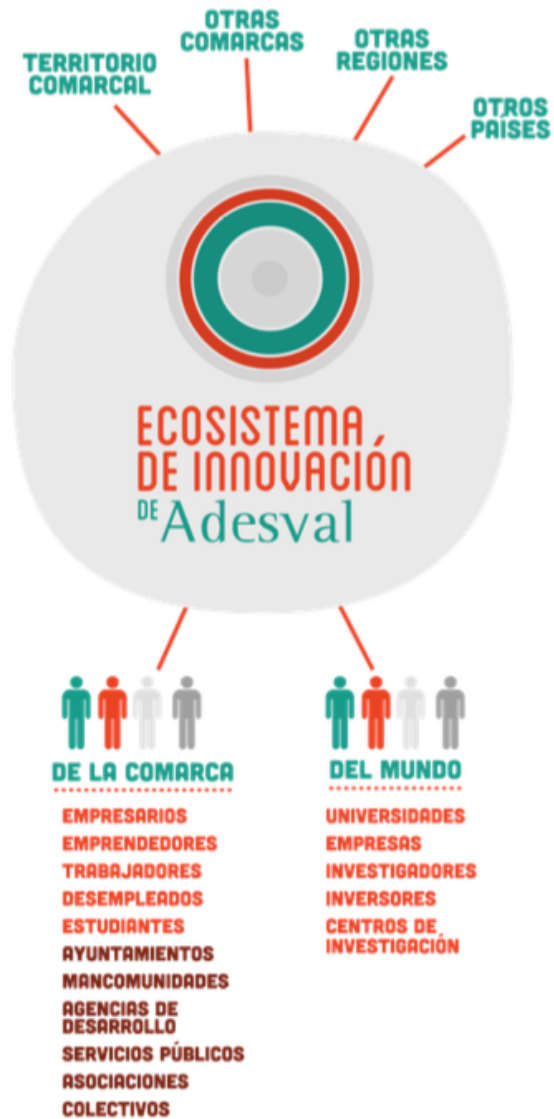 OTRAS
COMARCAS
OTRAS
REGIONES
TERRITORIO
COMARCAL
OTROS
PAÍSES
ECOSISTEMA
DE INNOVACIÓN
DE Adesval
DE LA COMARCA
EMPRESARIOS
EMPRENDEDORES
TRABAJADORES
DESEMPLEADOS
ESTUDIANTES
AYUNTAMIENTOS
MANCOMUNIDADES
AGENCIAS DE
DESARROLLO
SERVICIOS PÚBLICOS
ASOCIACIONES
COLECTIVOS
DEL MUNDO
UNIVERSIDADES
EMPRESAS
INVESTIGADORES
INVERSORES
CENTROS DE
INVESTIGACIÓN